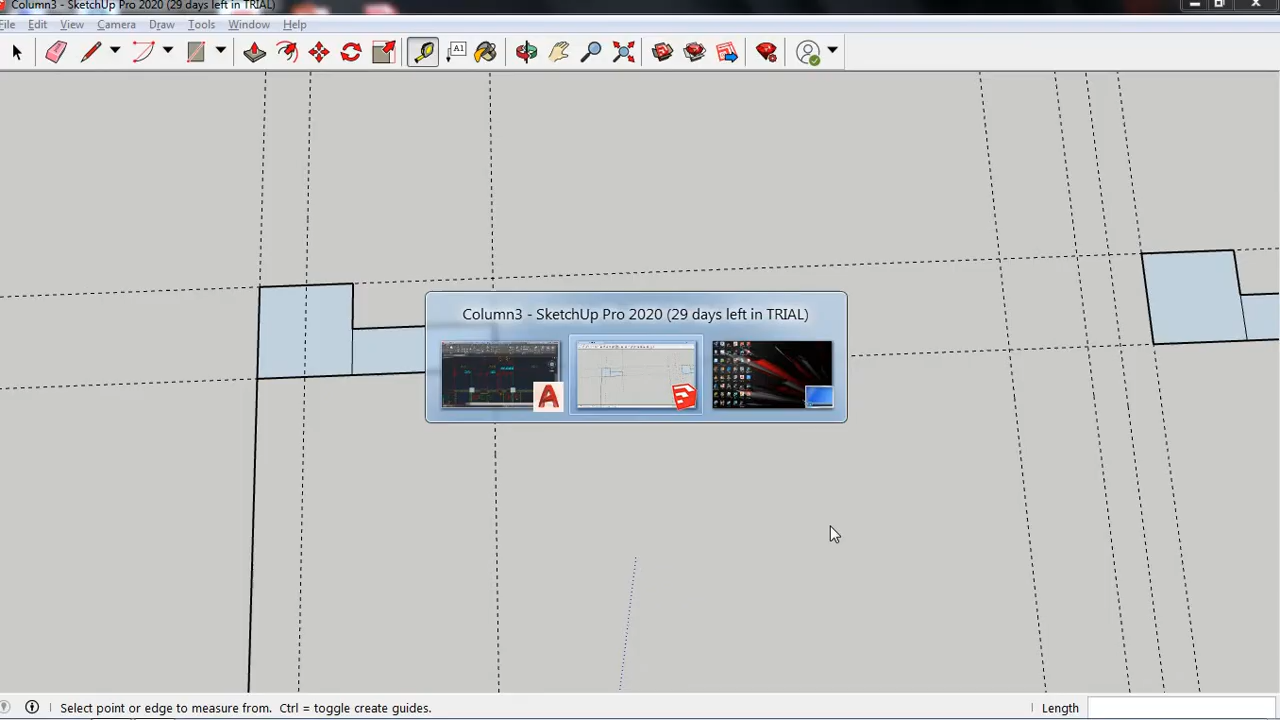 Column3 - SketchUp Pro 2020 (29 days left in TRIAL)
File Edit View Camera Draw Tools Window Help
A1
Column3 - SketchUp Pro 2020 (29 days left in TRIAL)
A
Select point or edge to measure from. Ctrl = toggle create guides.
Length